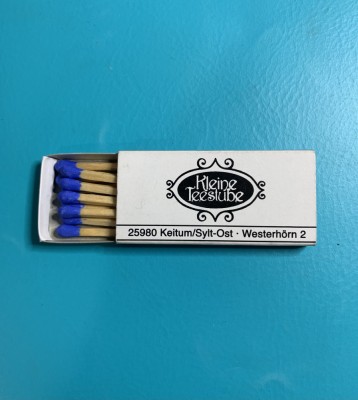 Kleine
Teestube
25980 Keitum/Sylt-Ost · Westerhörn 2